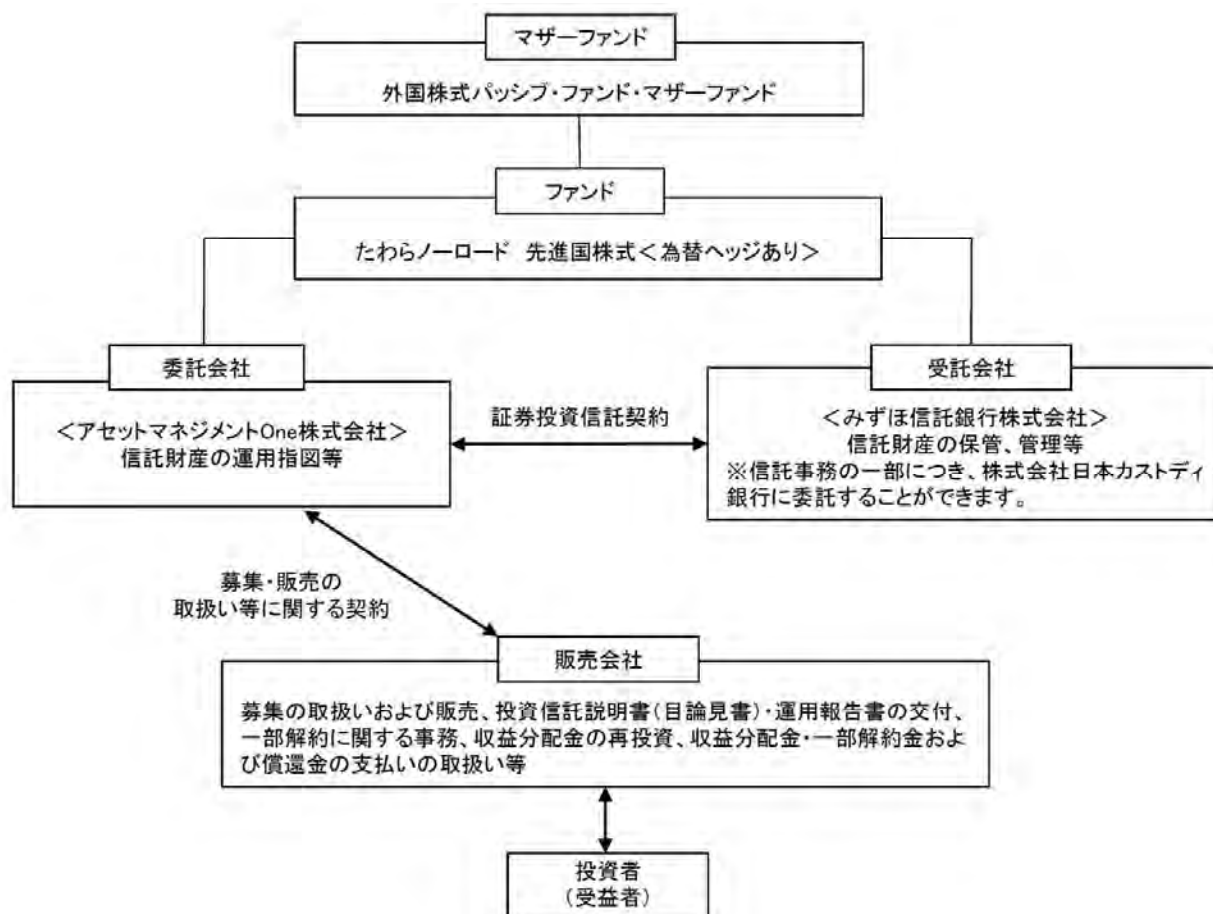 マザーファンド
外国株式パッシブ・ファンド・マザーファンド
ファンド
たわらノーロード 先進国株式＜為替ヘッジあり＞
委託会社
＜アセットマネジメントOne株式会社＞
信託財産の運用指図等
証券投資信託契約
受託会社
＜みずほ信託銀行株式会社＞
信託財産の保管、管理等
※信託事務の一部につき、株式会社日本カストディ
銀行に委託することができます。
募集・販売の
取扱い等に関する契約
販売会社
募集の取扱いおよび販売、投資信託説明書(目論見書)・運用報告書の交付、
一部解約に関する事務、収益分配金の再投資、収益分配金・一部解約金およ
び償還金の支払いの取扱い等
投資者
(受益者)